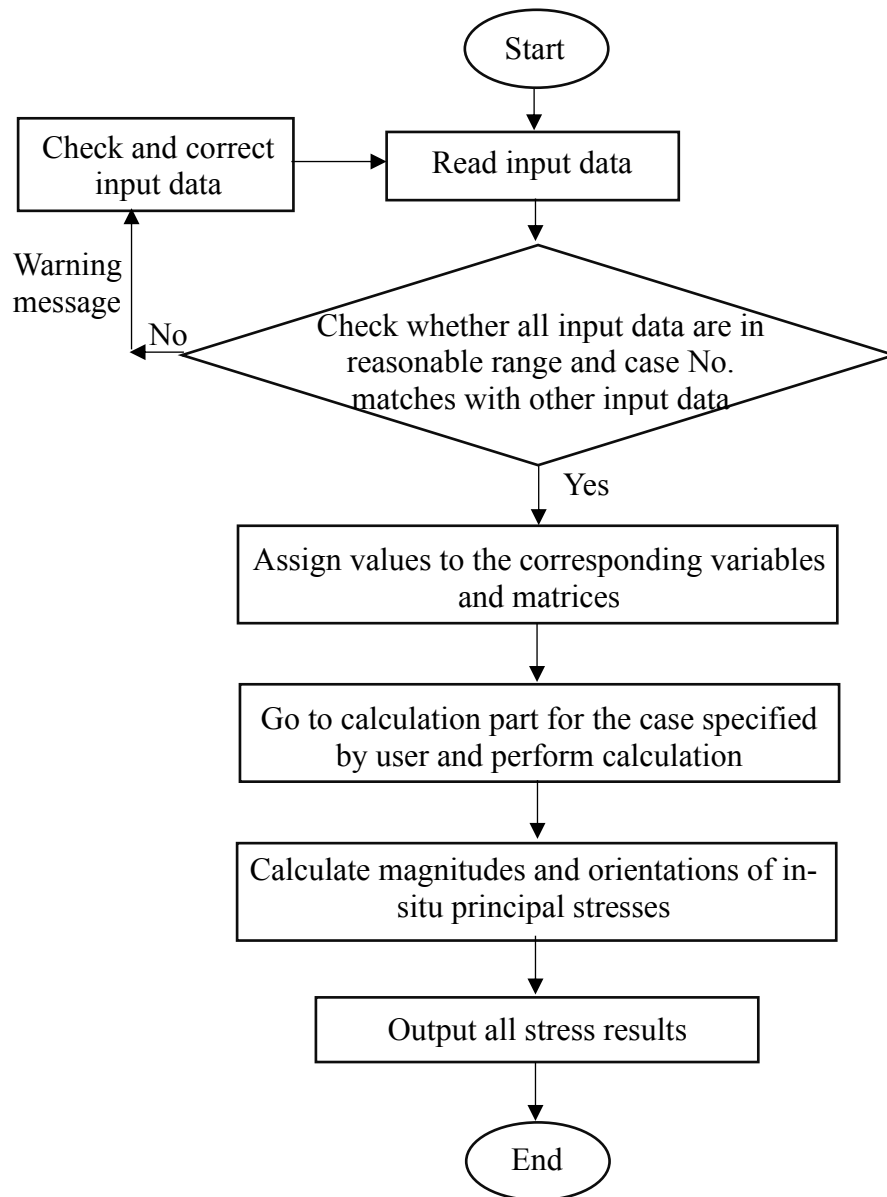 Start
Check and correct
input data
Read input data
Warning
message
No
Check whether all input data are in
reasonable range and case No.
matches with other input data
Yes
Assign values to the corresponding variables
and matrices
Go to calculation part for the case specified
by user and perform calculation
Calculate magnitudes and orientations of in-
situ principal stresses
Output all stress results
End